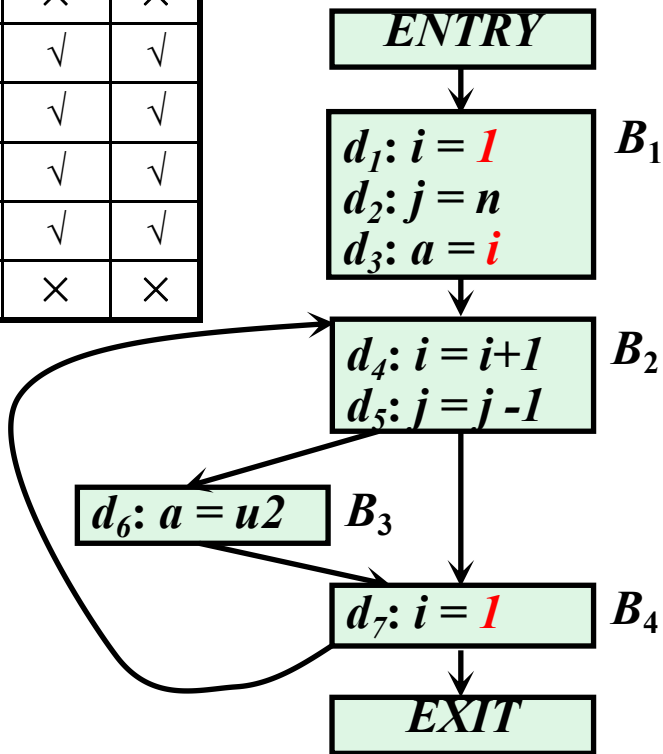 × ×
√ √
√ √
√ √
√ √
× ×
ENTRY
d1: i = 1
d2: j = n
d3: a = i
B1
d4: i = i+1
d5: j = j -1
B2
d6: a = u2
B3
d7: i = 1
B4
EXIT